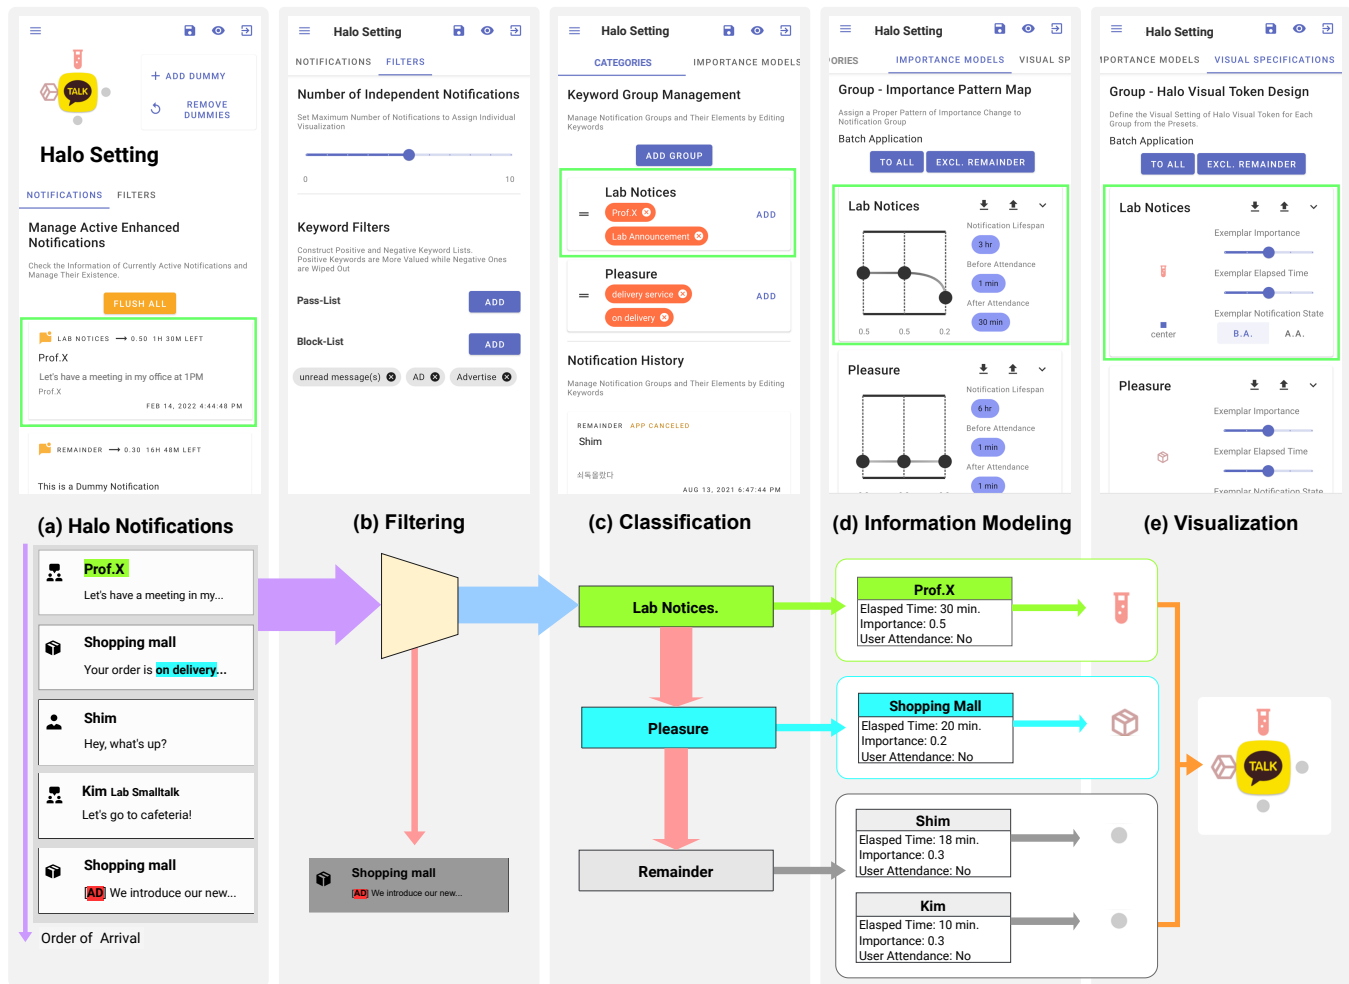 TALK
ADD DUMMY
REMOVE
DUMMIES
Halo Setting
NOTIFICATIONS FILTERS
Manage Active Enhanced
Notifications
Check the Information of Currently Active Notifications and
Manage Their Existence.
FLUSH ALL
LAB NOTICES → 0.50 1H 30M LEFT
Prof.X
Let's have a meeting in my office at 1PM
Prof.X
FEB 14, 2022 4:44:48 PM
REMAINDER → 0.30 16H 48M LEFT
This is a Dummy Notification
Halo Setting
NOTIFICATIONS FILTERS
Number of Independent Notifications
Set Maximum Number of Notifications to Assign Individual
Visualization
0 10
Keyword Filters
Construct Positive and Negative Keyword Lists.
Positive Keywords are More Valued while Negative Ones
are Wiped Out
Pass-List ADD
Block-List ADD
unread message(s) AD Advertise
Halo Setting
CATEGORIES IMPORTANCE MODELS
Keyword Group Management
Manage Notification Groups and Their Elements by Editing
Keywords
ADD GROUP
Lab Notices
Prof.X ADD
Lab Announcement
Pleasure
delivery service ADD
on delivery
Notification History
Manage Notification Groups and Their Elements by Editing
Keywords
REMAINDER APP CANCELED
Shim
쇠독올랐다
AUG 13, 2021 6:47:44 PM
Halo Setting
ORIES IMPORTANCE MODELS VISUAL SP
Group - Importance Pattern Map
Assign a Proper Pattern of Importance Change to
Notification Group
Batch Application
TO ALL EXCL. REMAINDER
Lab Notices
Notification Lifespan
3 hr
Before Attendance
1 min
After Attendance
30 min
0.5 0.5 0.2
Pleasure
Notification Lifespan
6 hr
Before Attendance
1 min
After Attendance
1 min
Halo Setting
IPORTANCE MODELS VISUAL SPECIFICATIONS
Group - Halo Visual Token Design
Define the Visual Setting of Halo Visual Token for Each
Group from the Presets.
Batch Application
TO ALL EXCL. REMAINDER
Lab Notices
Exemplar Importance
Exemplar Elapsed Time
Exemplar Notification State
center B.A. A.A.
Pleasure
Exemplar Importance
Exemplar Elapsed Time
Exemplar Notification State
(a) Halo Notifications
(b) Filtering
(c) Classification
(d) Information Modeling
(e) Visualization
Prof.X
Let's have a meeting in my...
Shopping mall
Your order is on delivery...
Shim
Hey, what's up?
Kim Lab Smalltalk
Let's go to cafeteria!
Shopping mall
[AD] We introduce our new...
Order of Arrival
Shopping mall
[AD] We introduce our new...
Lab Notices.
Pleasure
Remainder
Prof.X
Elasped Time: 30 min.
Importance: 0.5
User Attendance: No
Shopping Mall
Elasped Time: 20 min.
Importance: 0.2
User Attendance: No
Shim
Elasped Time: 18 min.
Importance: 0.3
User Attendance: No
Kim
Elasped Time: 10 min.
Importance: 0.3
User Attendance: No
TALK